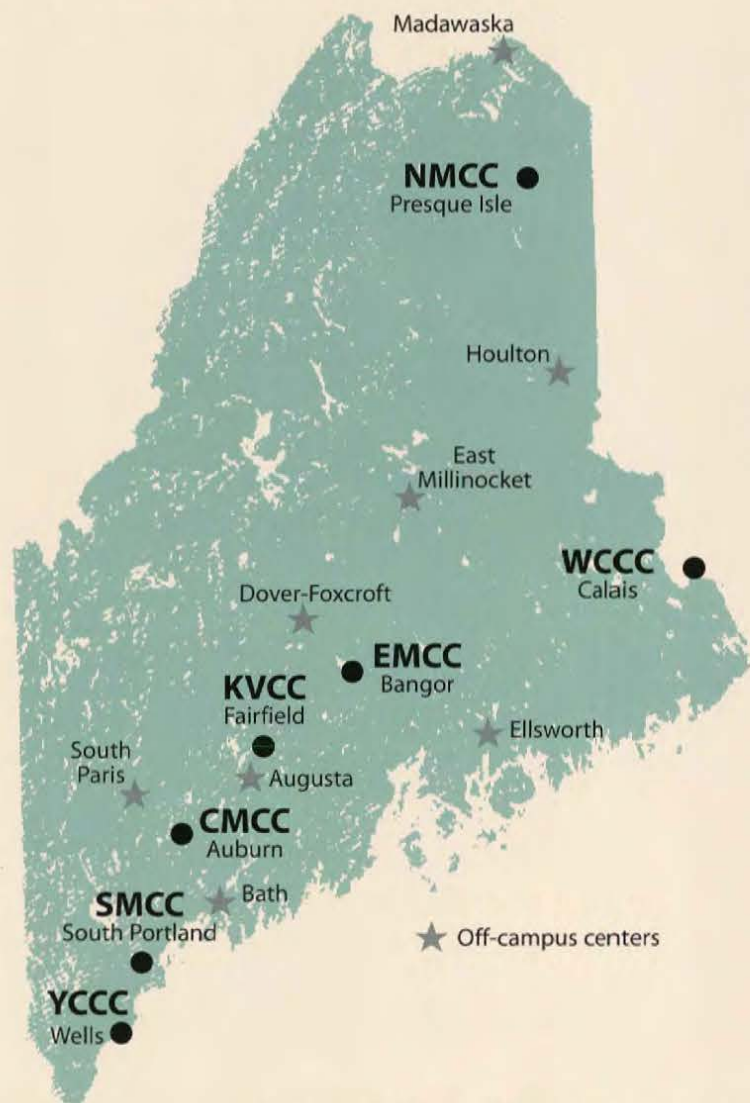 Madawaska
NMCC
Presque Isle
Houlton
East
Millinocket
WCCC
Calais
Dover-Foxcroft
EMCC
Bangor
KVCC
Fairfield
Ellsworth
South
Paris
Augusta
CMCC
Auburn
Bath
SMCC
South Portland
Off-campus centers
YCCC
Wells